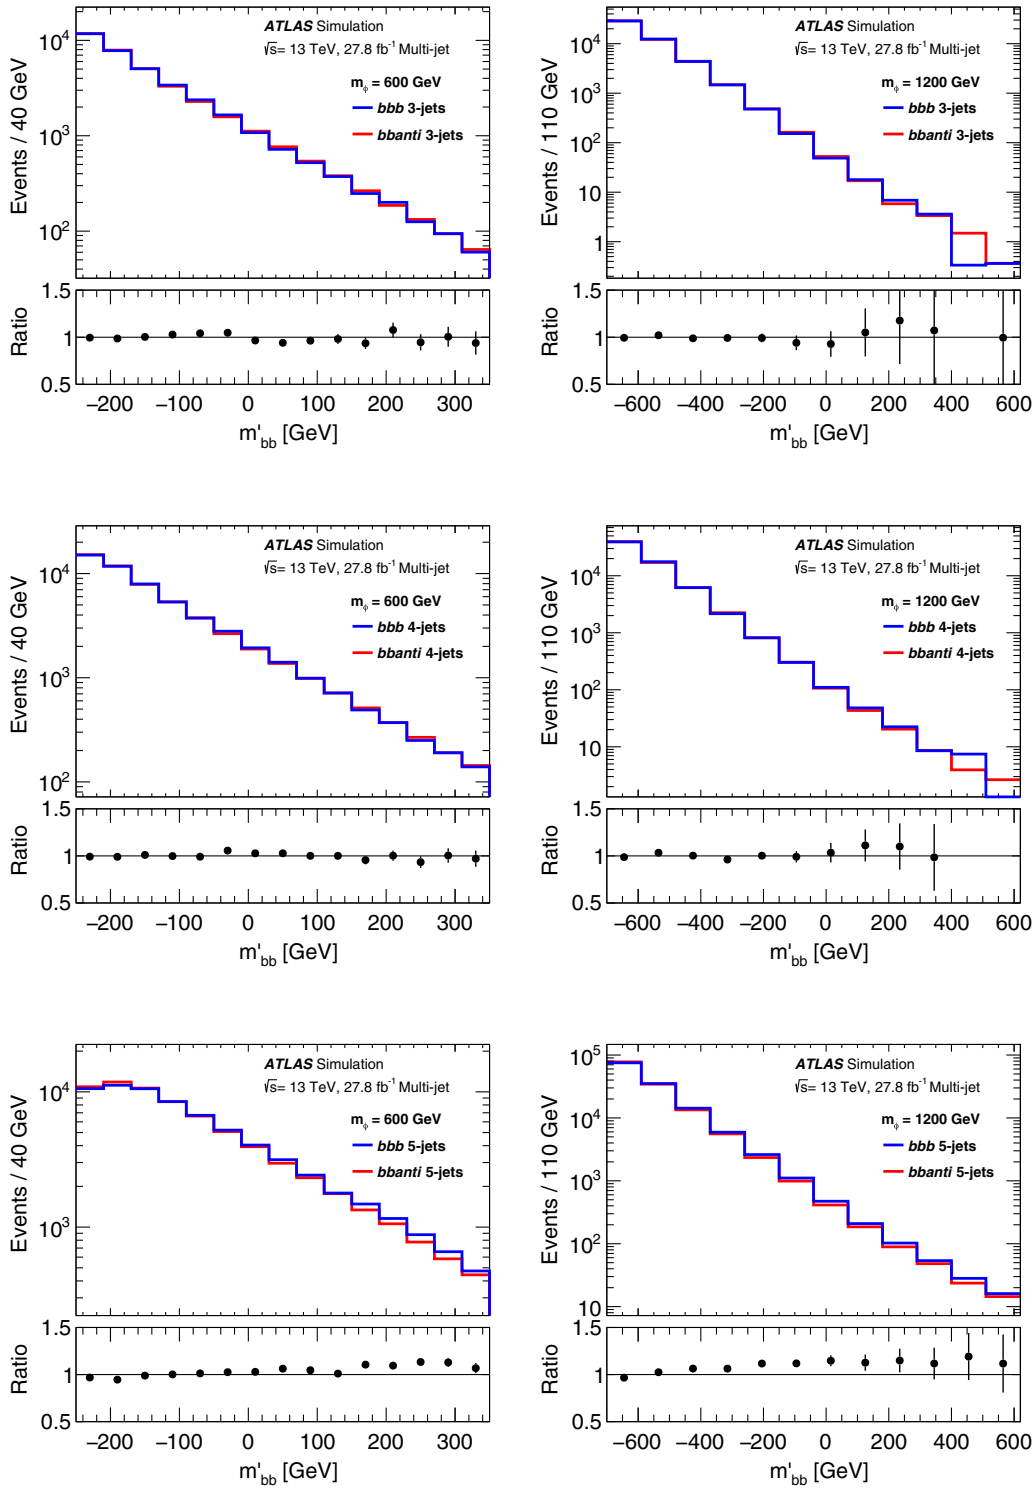 ATLAS Simulation
√s= 13 TeV, 27.8 fb⁻¹ Multi-jet
m_ϕ = 600 GeV
bbb 3-jets
bbanti 3-jets
Events / 40 GeV
10⁴
10³
10²
Ratio
1.5
1
0.5
−200 −100 0 100 200 300
m'_bb [GeV]
ATLAS Simulation
√s= 13 TeV, 27.8 fb⁻¹ Multi-jet
m_ϕ = 1200 GeV
bbb 3-jets
bbanti 3-jets
Events / 110 GeV
10⁴
10³
10²
10
1
Ratio
1.5
1
0.5
−600 −400 −200 0 200 400 600
m'_bb [GeV]
ATLAS Simulation
√s= 13 TeV, 27.8 fb⁻¹ Multi-jet
m_ϕ = 600 GeV
bbb 4-jets
bbanti 4-jets
Events / 40 GeV
10⁴
10³
10²
Ratio
1.5
1
0.5
−200 −100 0 100 200 300
m'_bb [GeV]
ATLAS Simulation
√s= 13 TeV, 27.8 fb⁻¹ Multi-jet
m_ϕ = 1200 GeV
bbb 4-jets
bbanti 4-jets
Events / 110 GeV
10⁴
10³
10²
10
Ratio
1.5
1
0.5
−600 −400 −200 0 200 400 600
m'_bb [GeV]
ATLAS Simulation
√s= 13 TeV, 27.8 fb⁻¹ Multi-jet
m_ϕ = 600 GeV
bbb 5-jets
bbanti 5-jets
Events / 40 GeV
10⁴
10³
Ratio
1.5
1
0.5
−200 −100 0 100 200 300
m'_bb [GeV]
ATLAS Simulation
√s= 13 TeV, 27.8 fb⁻¹ Multi-jet
m_ϕ = 1200 GeV
bbb 5-jets
bbanti 5-jets
Events / 110 GeV
10⁵
10⁴
10³
10²
10
Ratio
1.5
1
0.5
−600 −400 −200 0 200 400 600
m'_bb [GeV]